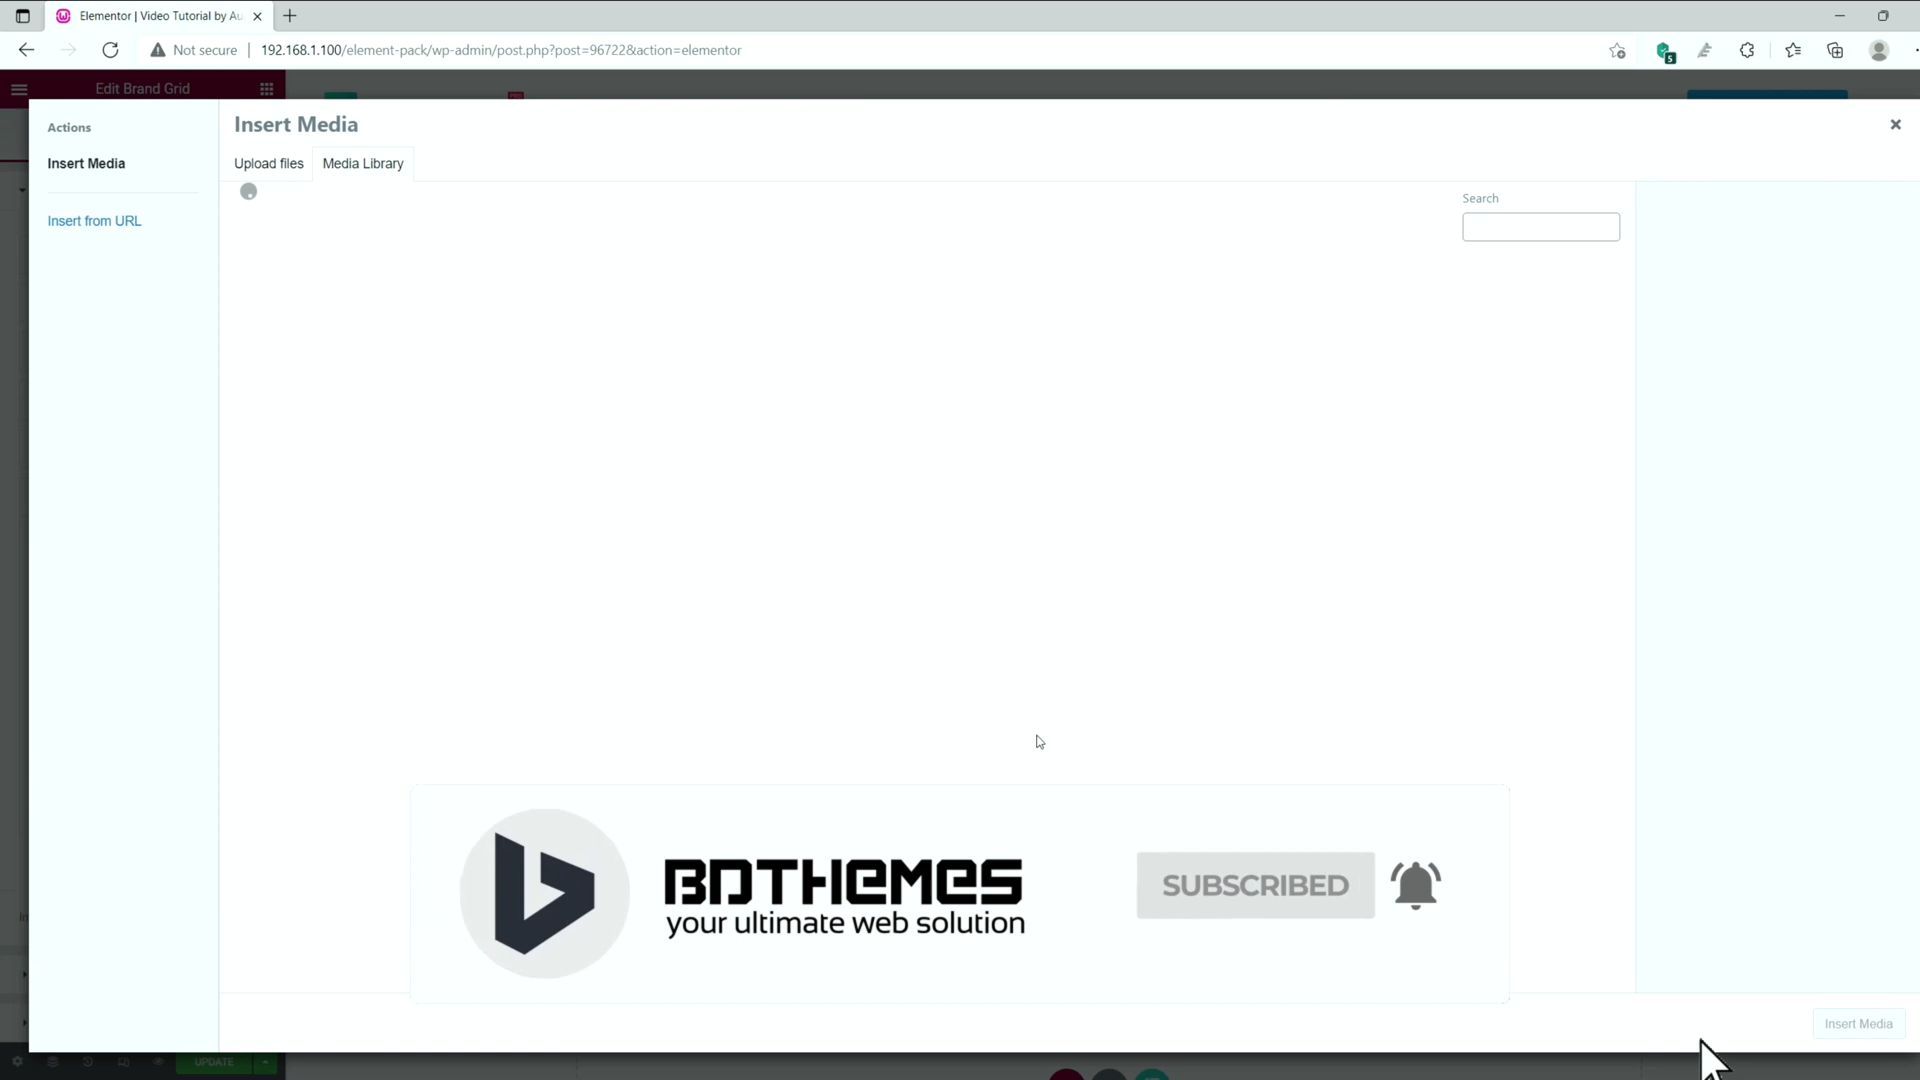 Elementor | Video Tutorial by Au
Not secure
192.168.1.100/element-pack/wp-admin/post.php?post=96722&action=elementor
5
Edit Brand Grid
PRO
Actions
Insert Media
Insert from URL
Insert Media
Upload files
Media Library
Search
BDTHEMES
your ultimate web solution
SUBSCRIBED
Insert Media
UPDATE